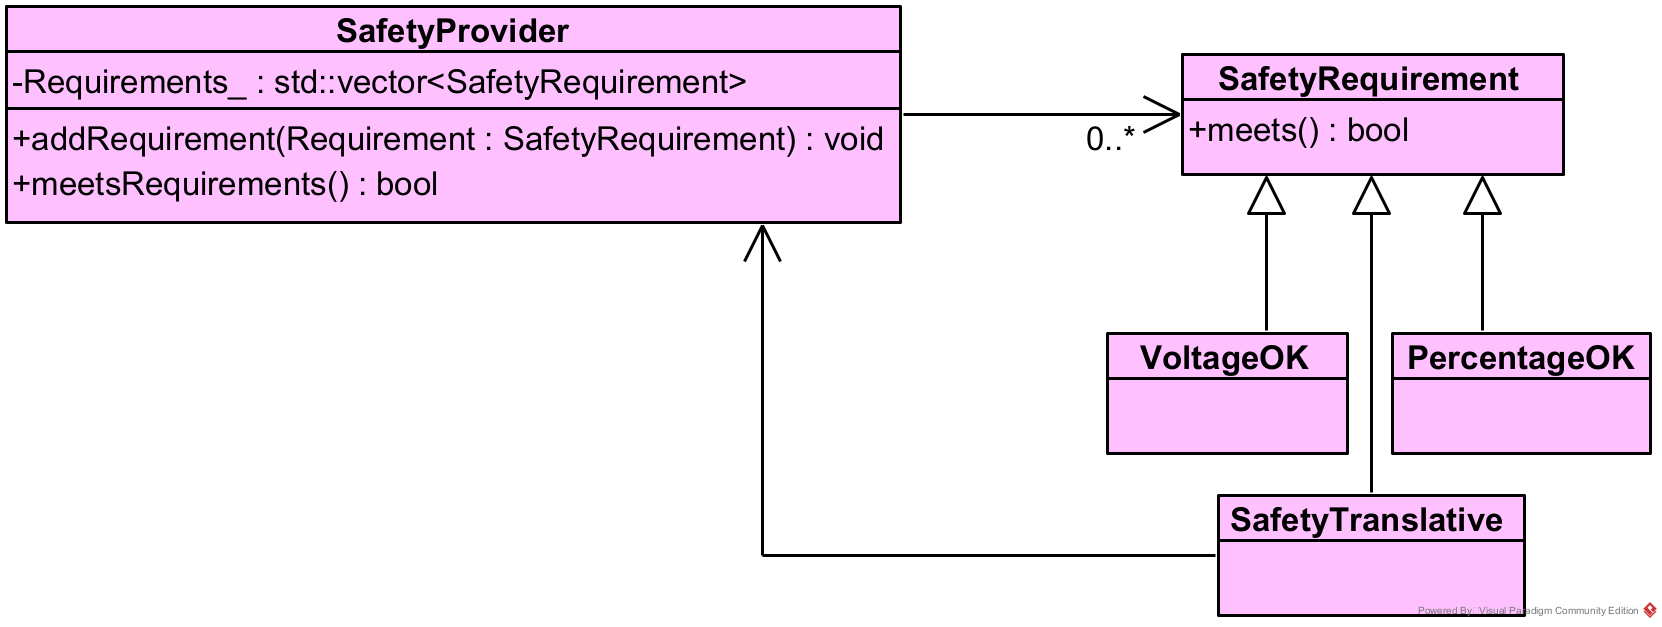 SafetyProvider
-Requirements_ : std::vector<SafetyRequirement>
+addRequirement(Requirement : SafetyRequirement) : void
+meetsRequirements() : bool
0..*
SafetyRequirement
+meets() : bool
VoltageOK
PercentageOK
SafetyTranslative
Powered By: Visual Paradigm Community Edition